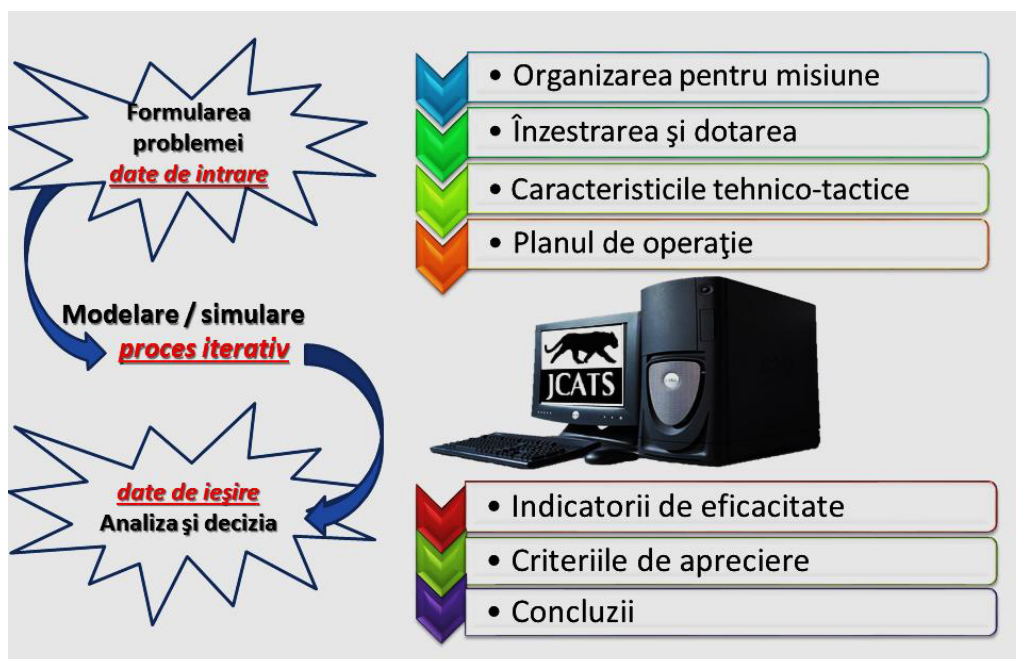 Formularea
problemei
date de intrare
Modelare / simulare
proces iterativ
date de ieşire
Analiza şi decizia
• Organizarea pentru misiune
• Înzestrarea şi dotarea
• Caracteristicile tehnico-tactice
• Planul de operaţie
JCATS
• Indicatorii de eficacitate
• Criteriile de apreciere
• Concluzii